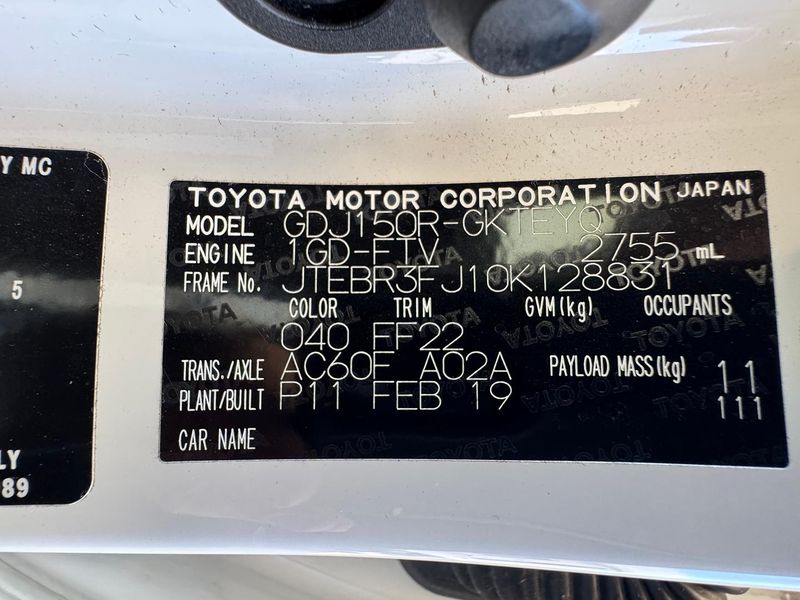 Y MC
5
LY
89
TOYOTA MOTOR CORPORATION JAPAN
MODEL GDJ150R-GKTEYQ
ENGINE 1GD-FTV 2755 mL
FRAME No. JTEBR3FJ10K128831
COLOR TRIM GVM(kg) OCCUPANTS
040 FF22
TRANS./AXLE AC60F A02A PAYLOAD MASS(kg) 11
PLANT/BUILT P11 FEB 19 111
CAR NAME